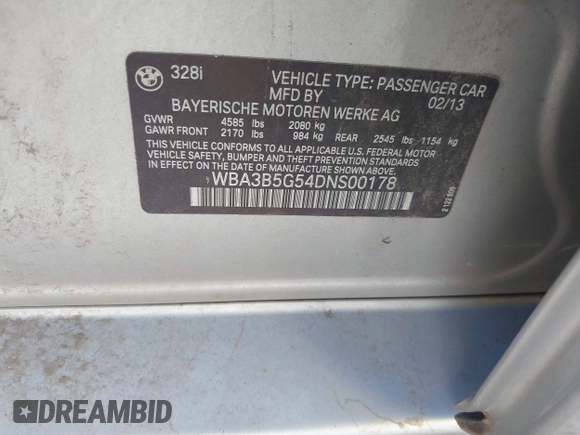 328i
VEHICLE TYPE: PASSENGER CAR
MFD BY 02/13
BAYERISCHE MOTOREN WERKE AG
GVWR 4585 lbs 2080 kg
GAWR FRONT 2170 lbs 984 kg REAR 2545 lbs 1154 kg
THIS VEHICLE CONFORMS TO ALL APPLICABLE U.S. FEDERAL MOTOR
VEHICLE SAFETY, BUMPER AND THEFT PREVENTION STANDARDS
IN EFFECT ON THE DATE OF MANUFACTURE SHOWN ABOVE.
WBA3B5G54DNS00178
DREAMBID